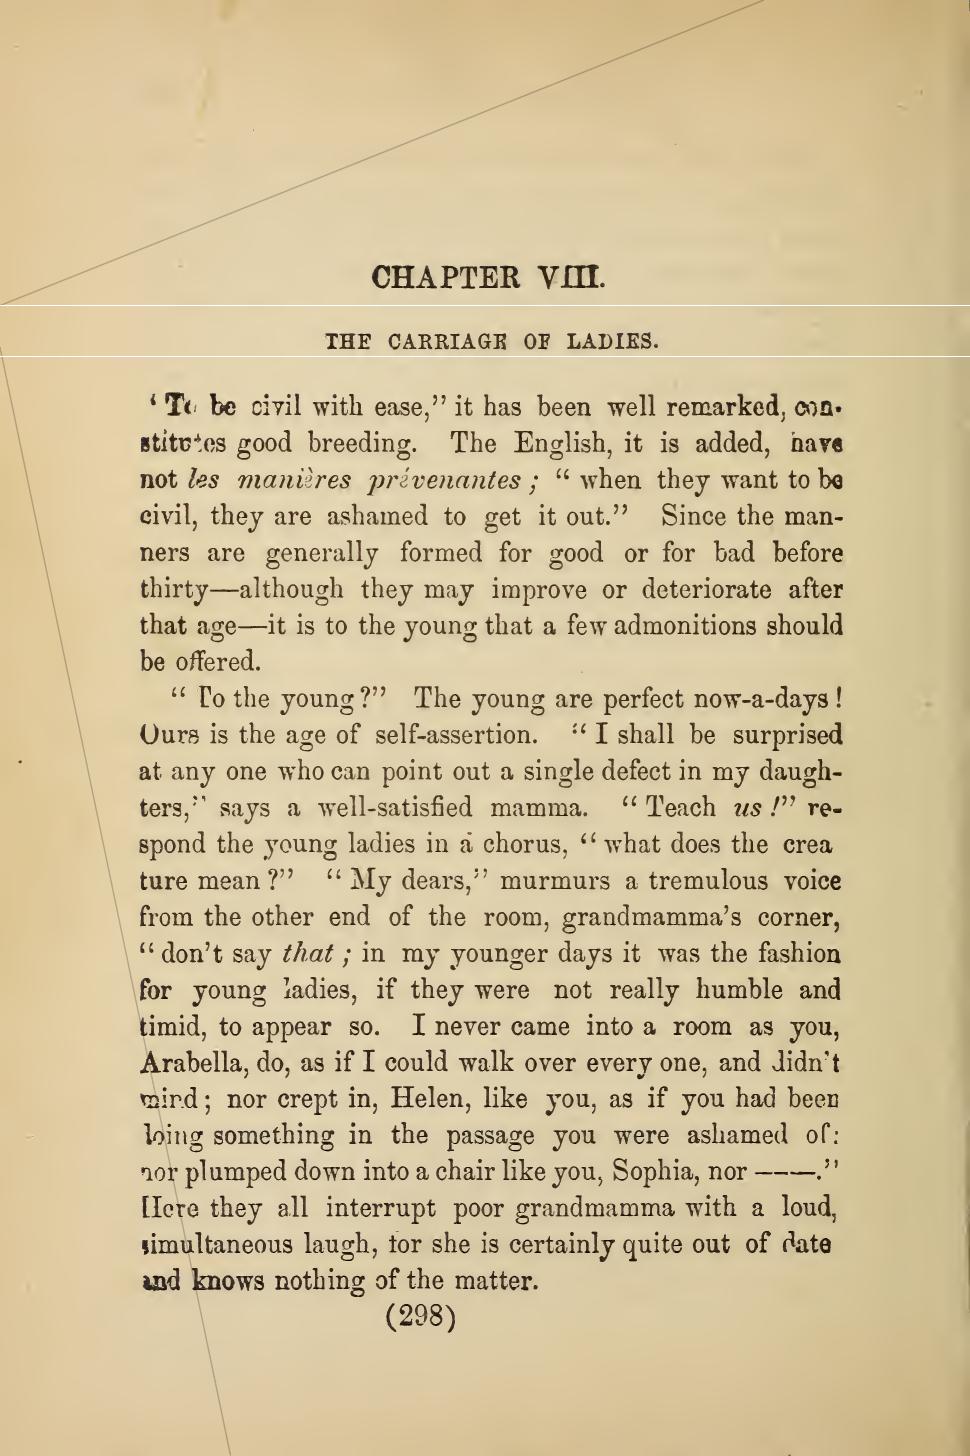 CHAPTER VIII.
THE CARRIAGE OF LADIES.
“To be civil with ease,” it has been well remarked, con-
stitutes good breeding. The English, it is added, have
not les manières prévenantes; “when they want to be
civil, they are ashamed to get it out.” Since the man-
ners are generally formed for good or for bad before
thirty—although they may improve or deteriorate after
that age—it is to the young that a few admonitions should
be offered.
“To the young?” The young are perfect now-a-days!
Ours is the age of self-assertion. “I shall be surprised
at any one who can point out a single defect in my daugh-
ters,” says a well-satisfied mamma. “Teach us!” re-
spond the young ladies in a chorus, “what does the crea
ture mean?” “My dears,” murmurs a tremulous voice
from the other end of the room, grandmamma’s corner,
“don’t say that; in my younger days it was the fashion
for young ladies, if they were not really humble and
timid, to appear so. I never came into a room as you,
Arabella, do, as if I could walk over every one, and didn’t
mind; nor crept in, Helen, like you, as if you had been
doing something in the passage you were ashamed of:
nor plumped down into a chair like you, Sophia, nor ——.”
Here they all interrupt poor grandmamma with a loud,
simultaneous laugh, for she is certainly quite out of date
and knows nothing of the matter.
(298)